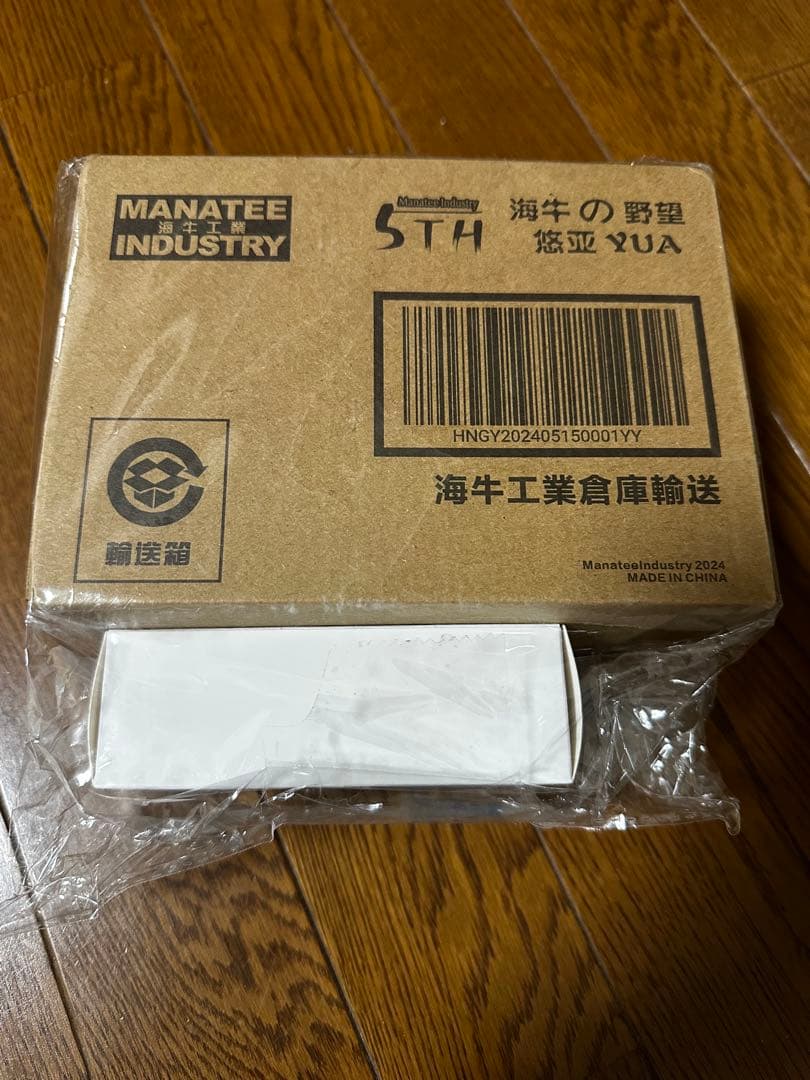 MANATEE
海牛工業
INDUSTRY
Manatee Industry
5TH
海牛の野望
悠亚 YUA
HNGY202405150001YY
海牛工業倉庫輸送
輸送箱
ManateeIndustry 2024
MADE IN CHINA